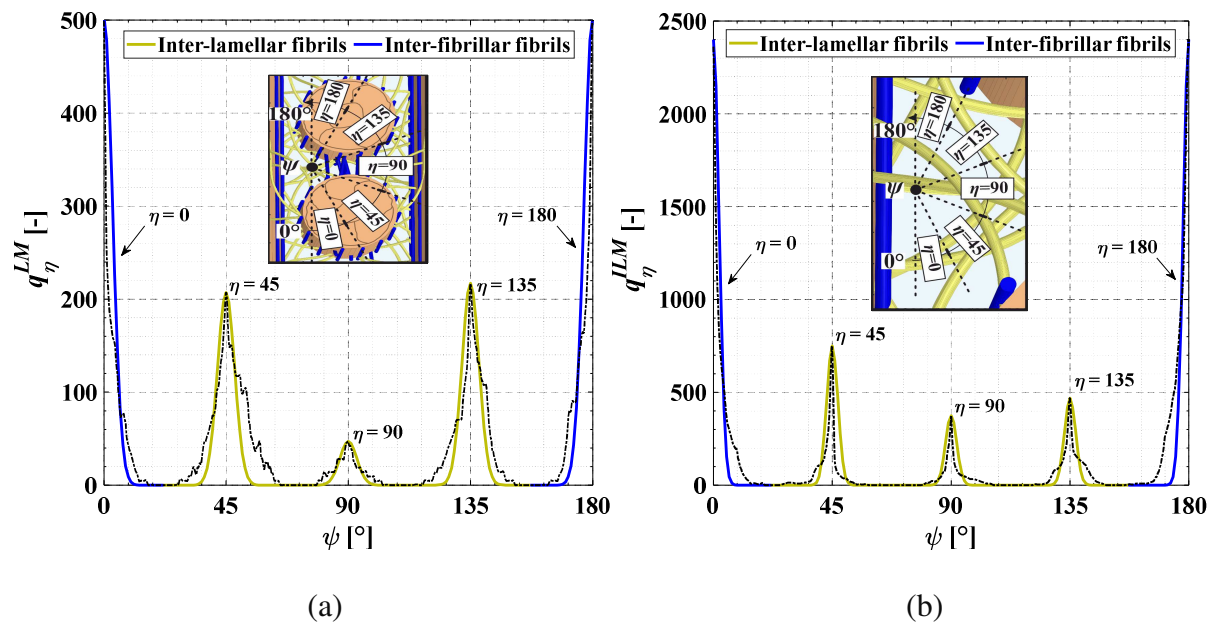 Inter-lamellar fibrils Inter-fibrillar fibrils
q_η^LM [-]
500
400
300
200
100
0
180°
ψ
0°
η=180
η=135
η=90
η=45
η=0
η = 0
η = 45
η = 90
η = 135
η = 180
0 45 90 135 180
ψ [°]
(a)
Inter-lamellar fibrils Inter-fibrillar fibrils
q_η^ILM [-]
2500
2000
1500
1000
500
0
180°
ψ
0°
η=180
η=135
η=90
η=45
η=0
η = 0
η = 45
η = 90
η = 135
η = 180
0 45 90 135 180
ψ [°]
(b)